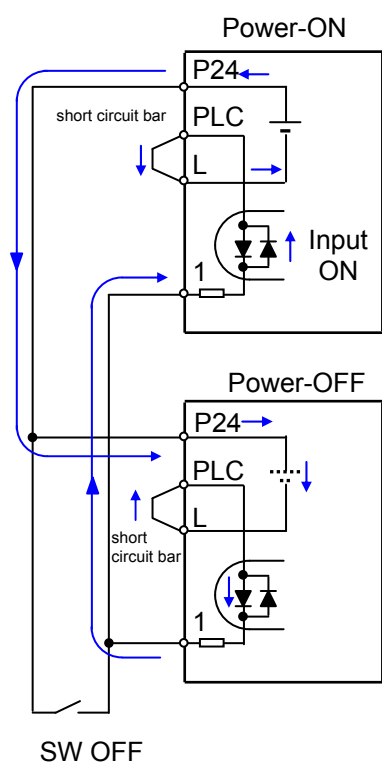 Power-ON
P24
short circuit bar
PLC
L
Input
ON
1
Power-OFF
P24
PLC
L
short
circuit bar
1
SW OFF